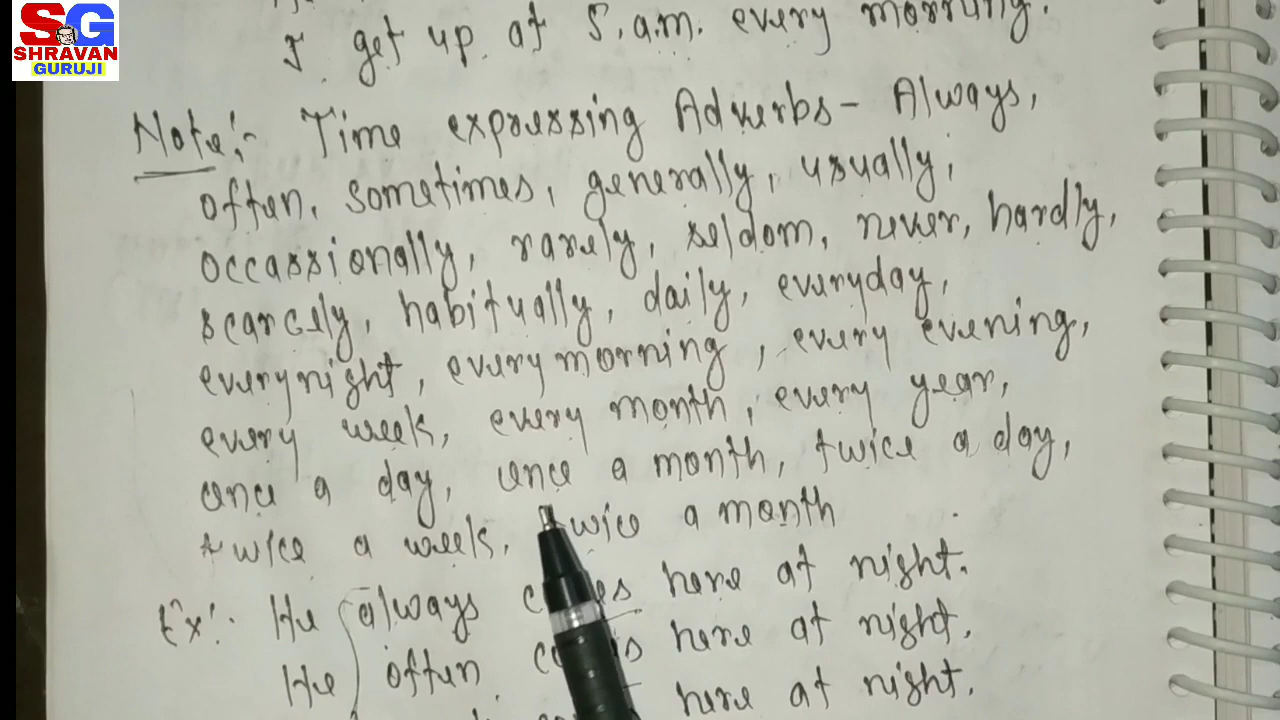 SG
SHRAVAN
GURUJI
I get up at 5.a.m. every morning.
Note:- Time expressing Adverbs- Always,
often, sometimes, generally, usually,
occassionally, rarely, seldom, never, hardly,
scarcely, habitually, daily, everyday,
everynight, every morning, every evening,
every week, every month, every year,
once a day, once a month, twice a day,
twice a week, twice a month
Ex:- He always comes here at night.
He often here at night.
here at night.